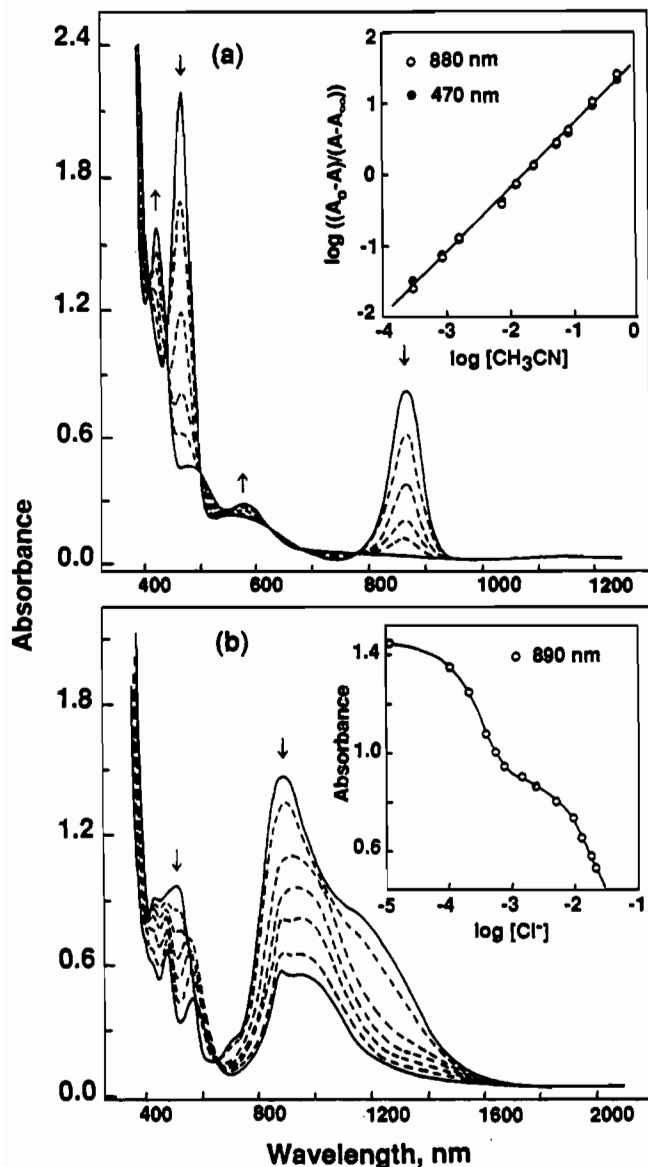 Absorbance
(a)
2.4
1.8
1.2
0.6
0.0
↓
↑
↑
↓
400 600 800 1000 1200
○ 880 nm
● 470 nm
log ((Ao-A)/(A-A∞))
2
1
0
-1
-2
-4 -3 -2 -1 0
log [CH₃CN]
(b)
1.8
1.2
0.6
0.0
↓
↓
400 800 1200 1600 2000
Wavelength, nm
○ 890 nm
Absorbance
1.4
1.0
0.6
-5 -4 -3 -2 -1
log [Cl⁻]